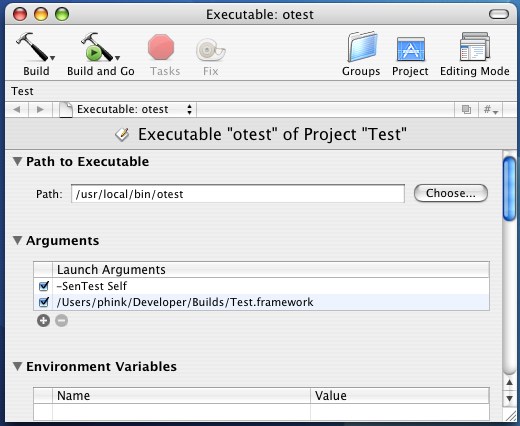 Executable: otest
Build
Build and Go
Tasks
Fix
Groups
Project
Editing Mode
Test
Executable: otest
#
Executable "otest" of Project "Test"
Path to Executable
Path: /usr/local/bin/otest Choose...
Arguments
Launch Arguments
-SenTest Self
/Users/phink/Developer/Builds/Test.framework
Environment Variables
Name Value